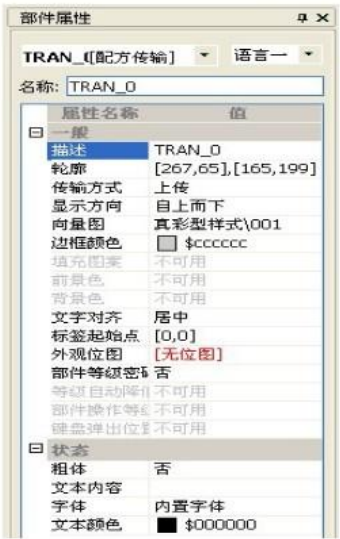 部件属性
TRAN_([配方传输] 语言一
名称: TRAN_0
属性名称 值
一般
描述 TRAN_0
轮廓 [267,65],[165,199]
传输方式 上传
显示方向 自上而下
向量图 真彩型样式\001
边框颜色 $cccccc
填充图案 不可用
前景色 不可用
背景色 不可用
文字对齐 居中
标签起始点 [0,0]
外观位图 [无位图]
部件等级密码 否
等级自动降低 不可用
部件操作等级 不可用
键盘弹出位置 不可用
状态
粗体 否
文本内容
字体 内置字体
文本颜色 $000000